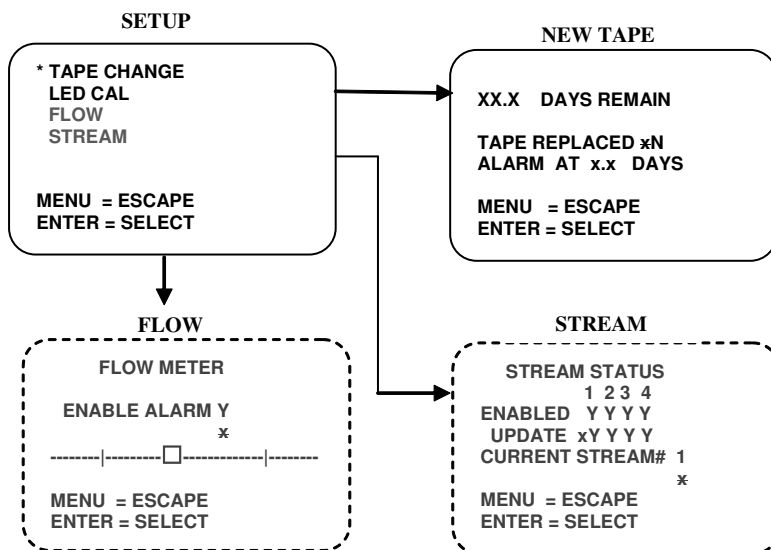 SETUP
* TAPE CHANGE
LED CAL
FLOW
STREAM
MENU = ESCAPE
ENTER = SELECT
NEW TAPE
XX.X DAYS REMAIN
TAPE REPLACED xN
ALARM AT x.x DAYS
MENU = ESCAPE
ENTER = SELECT
FLOW
FLOW METER
ENABLE ALARM Y
x
--------|---------□-------------|--------
MENU = ESCAPE
ENTER = SELECT
STREAM
STREAM STATUS
1 2 3 4
ENABLED Y Y Y Y
UPDATE xY Y Y Y
CURRENT STREAM# 1
x
MENU = ESCAPE
ENTER = SELECT